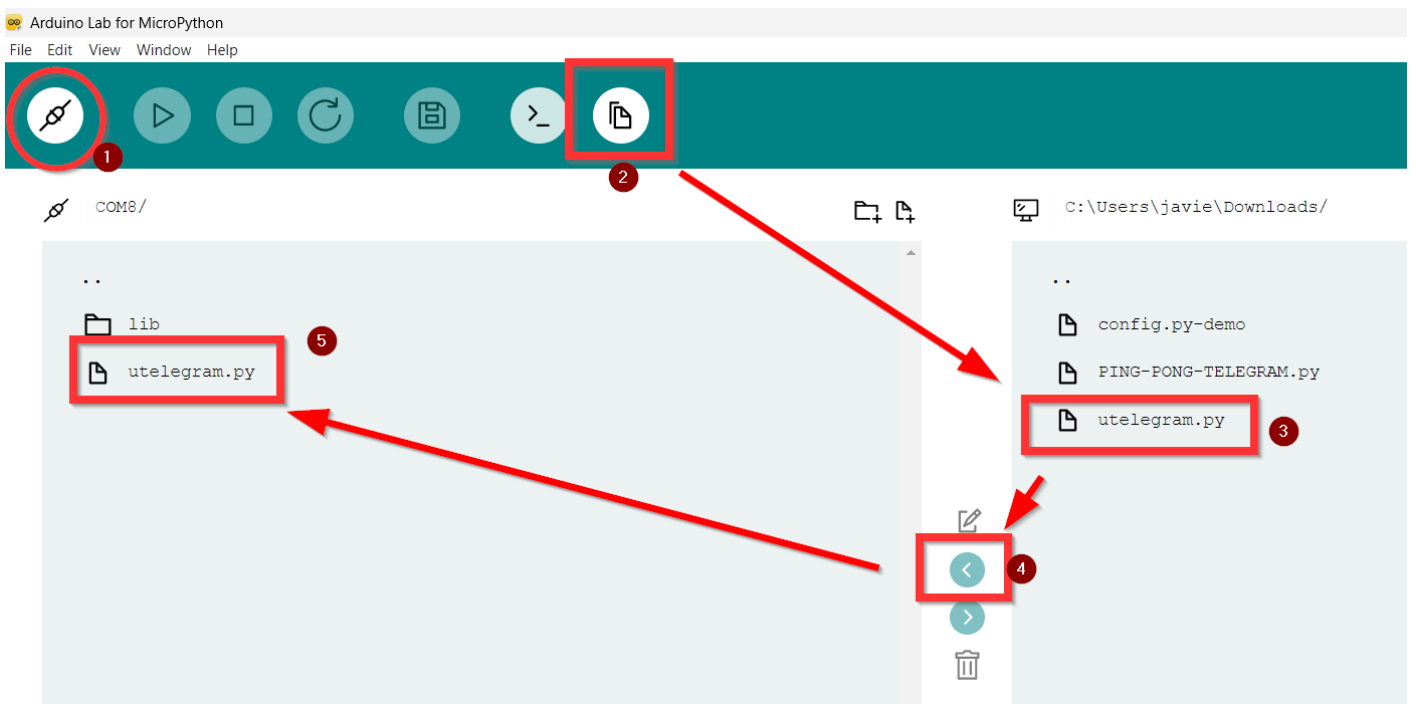 Arduino Lab for MicroPython
File Edit View Window Help
1
2
COM8/
C:\Users\javie\Downloads/
..
..
lib
config.py-demo
5
utelegram.py
PING-PONG-TELEGRAM.py
utelegram.py
3
4